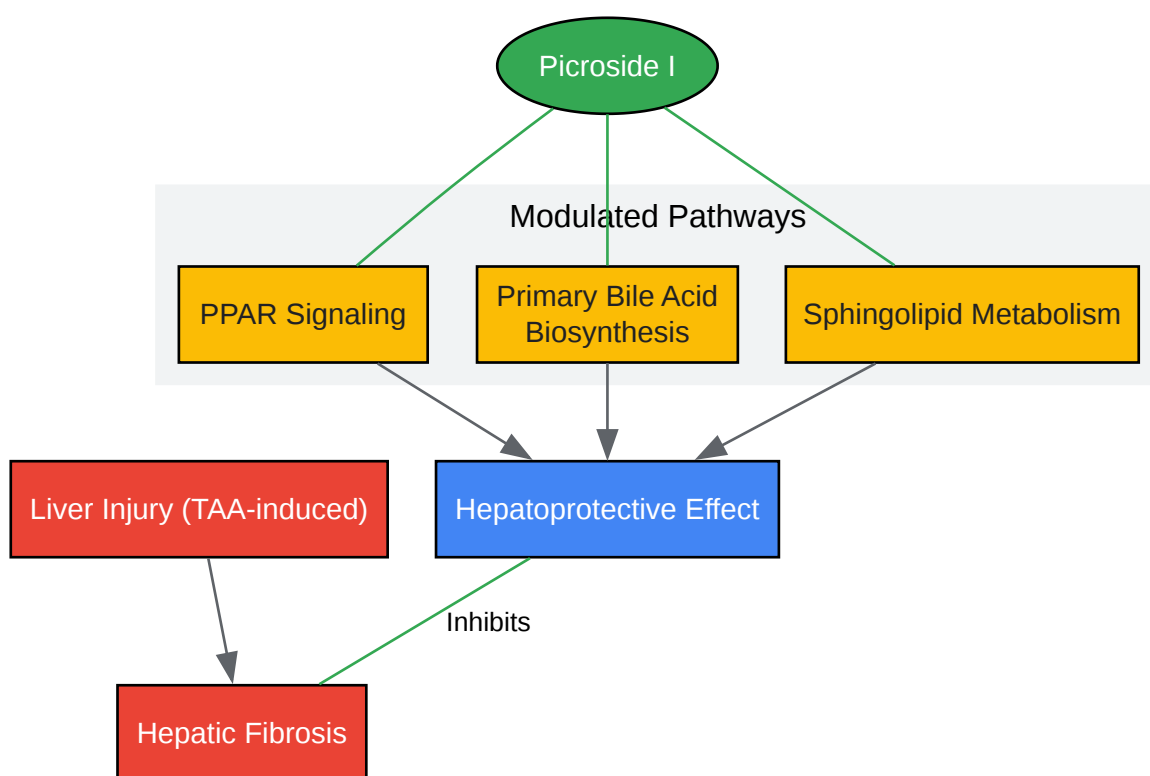 Picroside I
Modulated Pathways
PPAR Signaling
Primary Bile Acid
Biosynthesis
Sphingolipid Metabolism
Liver Injury (TAA-induced)
Hepatoprotective Effect
Inhibits
Hepatic Fibrosis